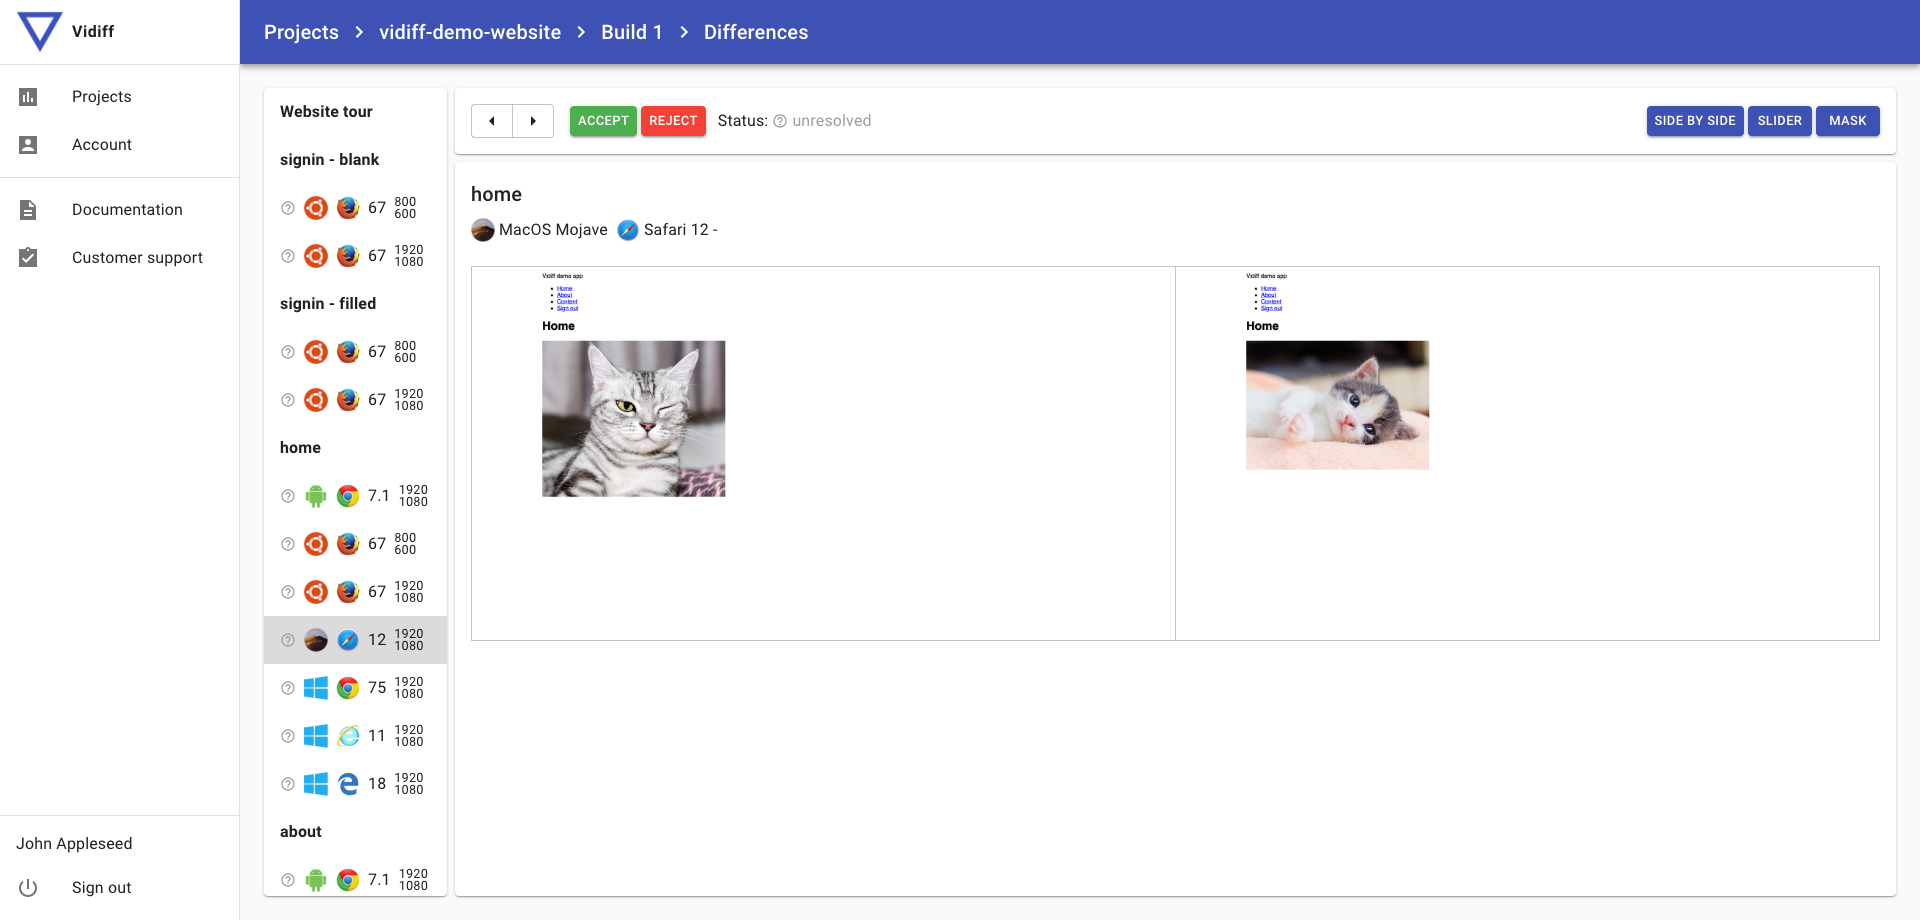 Vidiff
Projects
Account
Documentation
Customer support
John Appleseed
Sign out
Projects > vidiff-demo-website > Build 1 > Differences
Website tour
signin - blank
67 800 600
67 1920 1080
signin - filled
67 800 600
67 1920 1080
home
7.1 1920 1080
67 800 600
67 1920 1080
12 1920 1080
75 1920 1080
11 1920 1080
18 1920 1080
about
7.1 1920 1080
ACCEPT REJECT Status: unresolved
SIDE BY SIDE SLIDER MASK
home
MacOS Mojave Safari 12 -
Vidiff demo app
Home
About
Content
Sign out
Home
Vidiff demo app
Home
About
Content
Sign out
Home